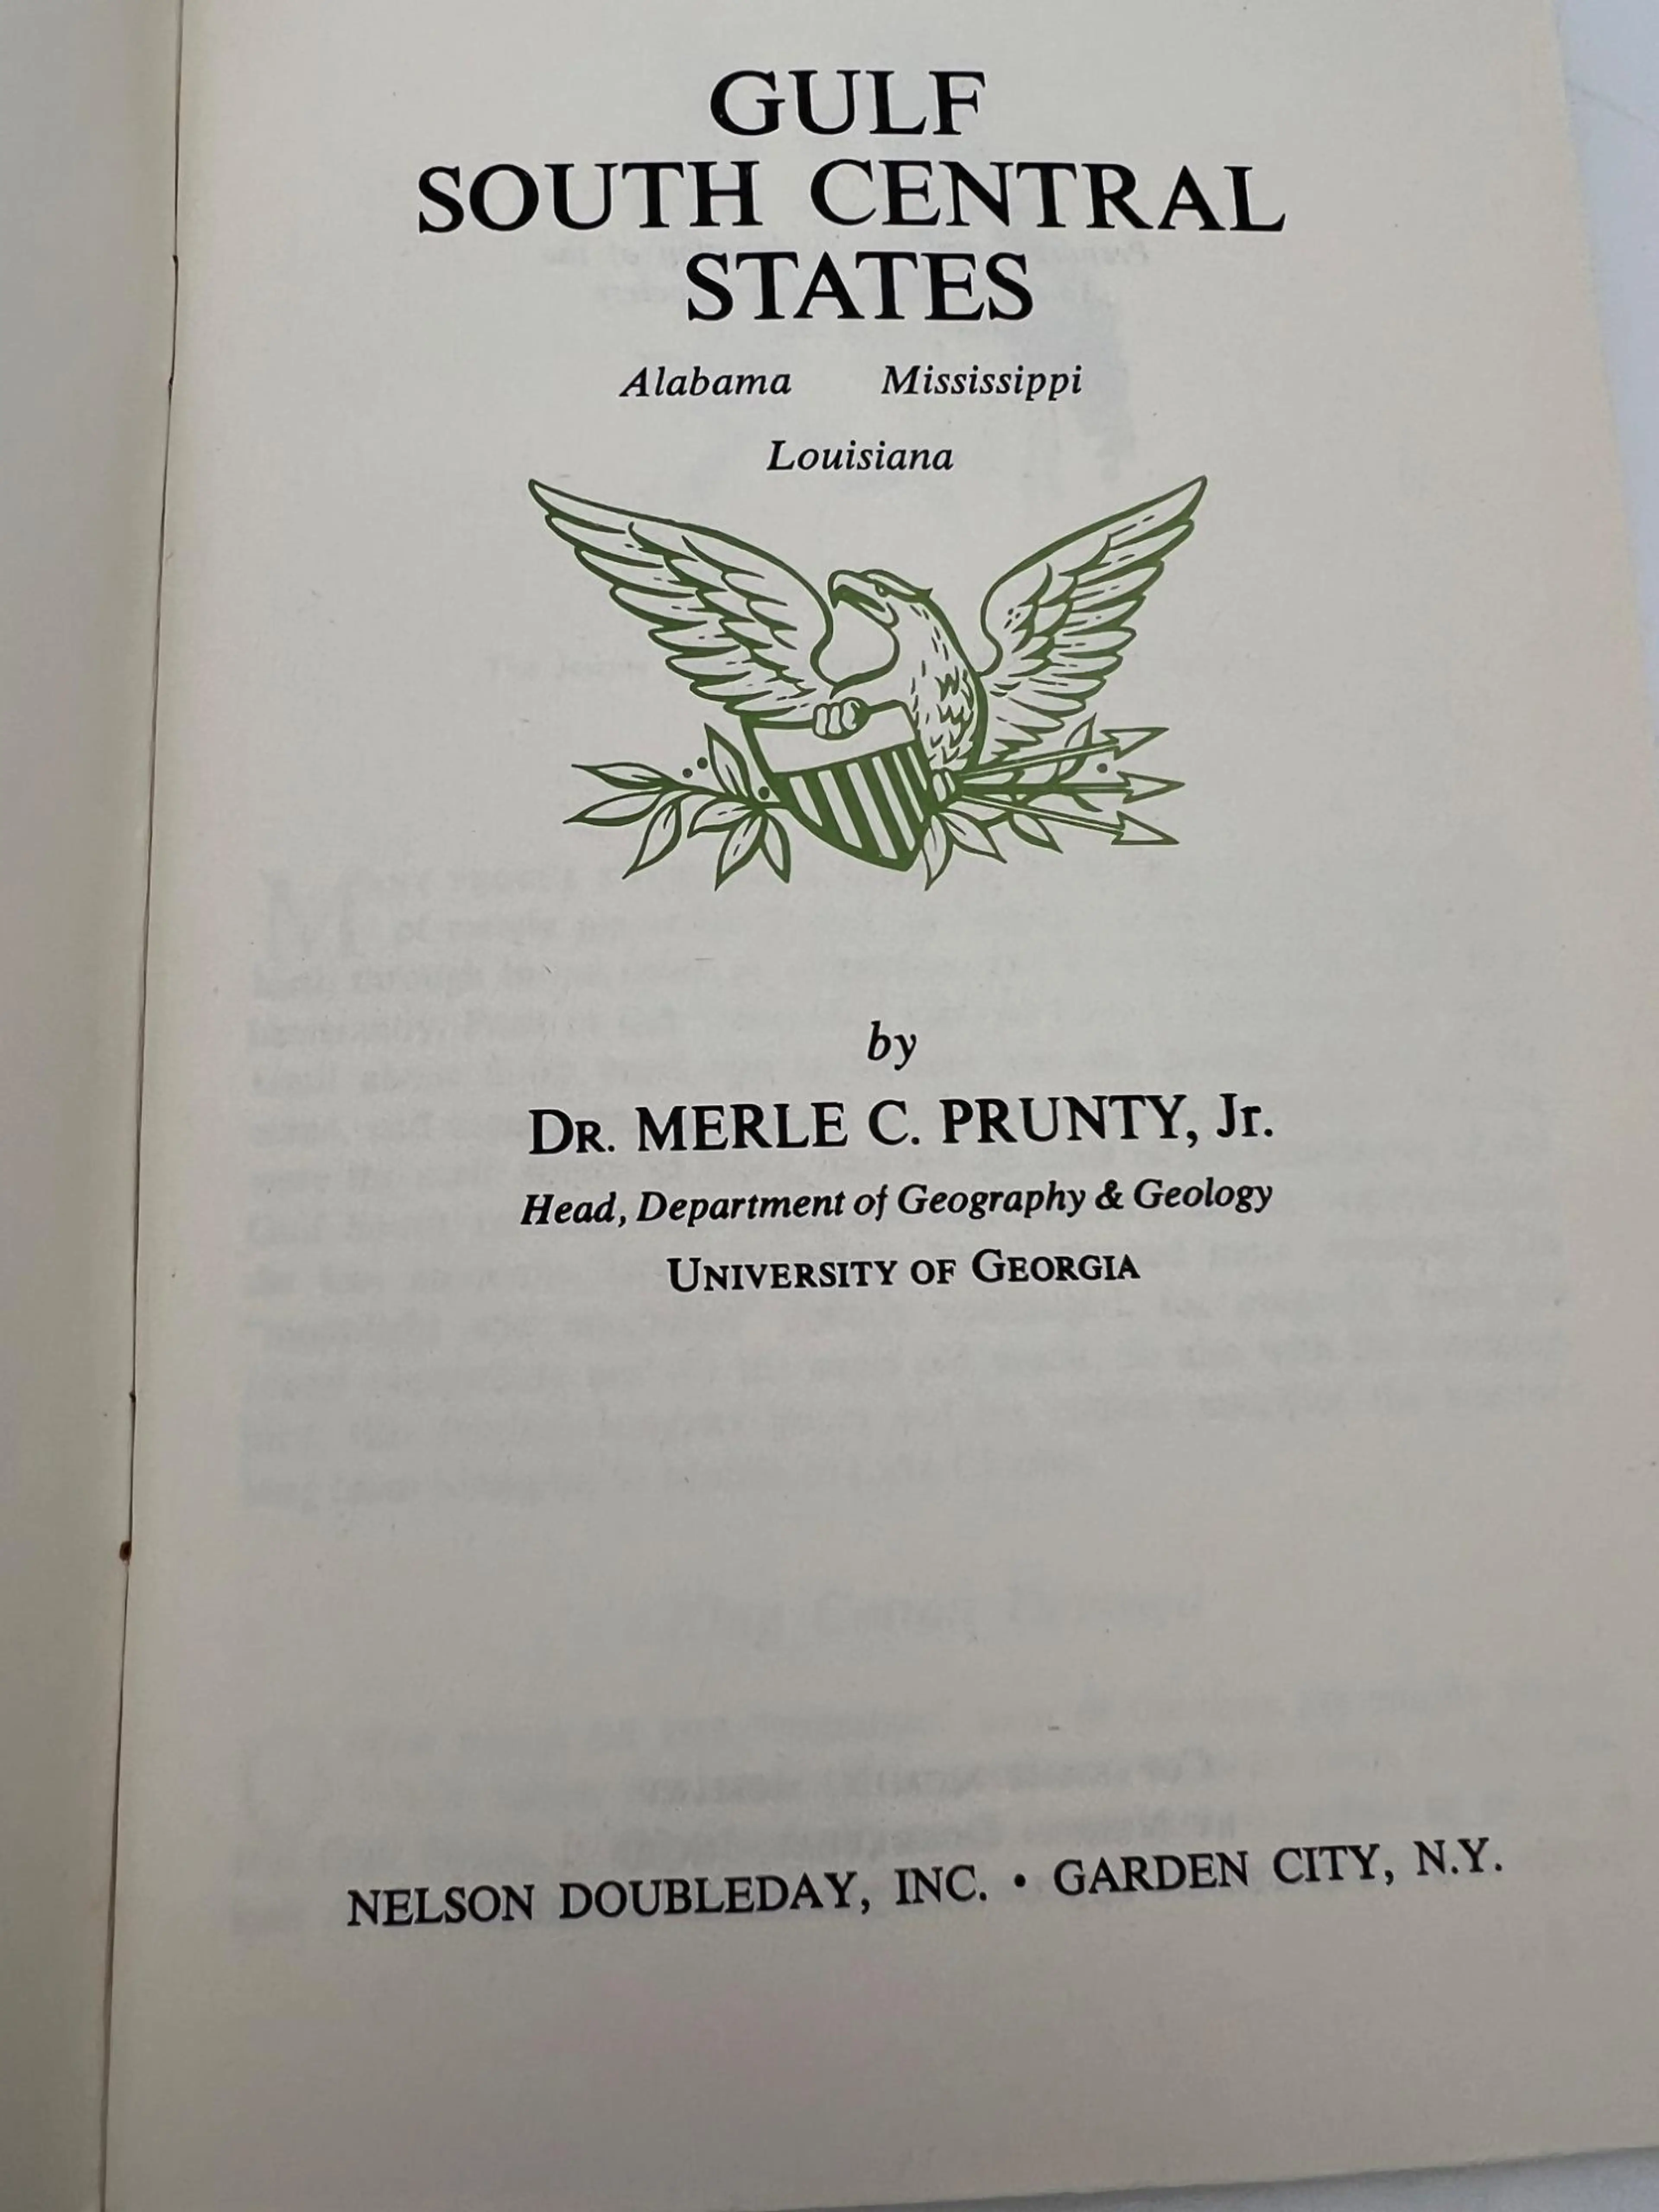 GULF
SOUTH CENTRAL
STATES
Alabama Mississippi
Louisiana
by
DR. MERLE C. PRUNTY, Jr.
Head, Department of Geography & Geology
UNIVERSITY OF GEORGIA
NELSON DOUBLEDAY, INC. • GARDEN CITY, N.Y.